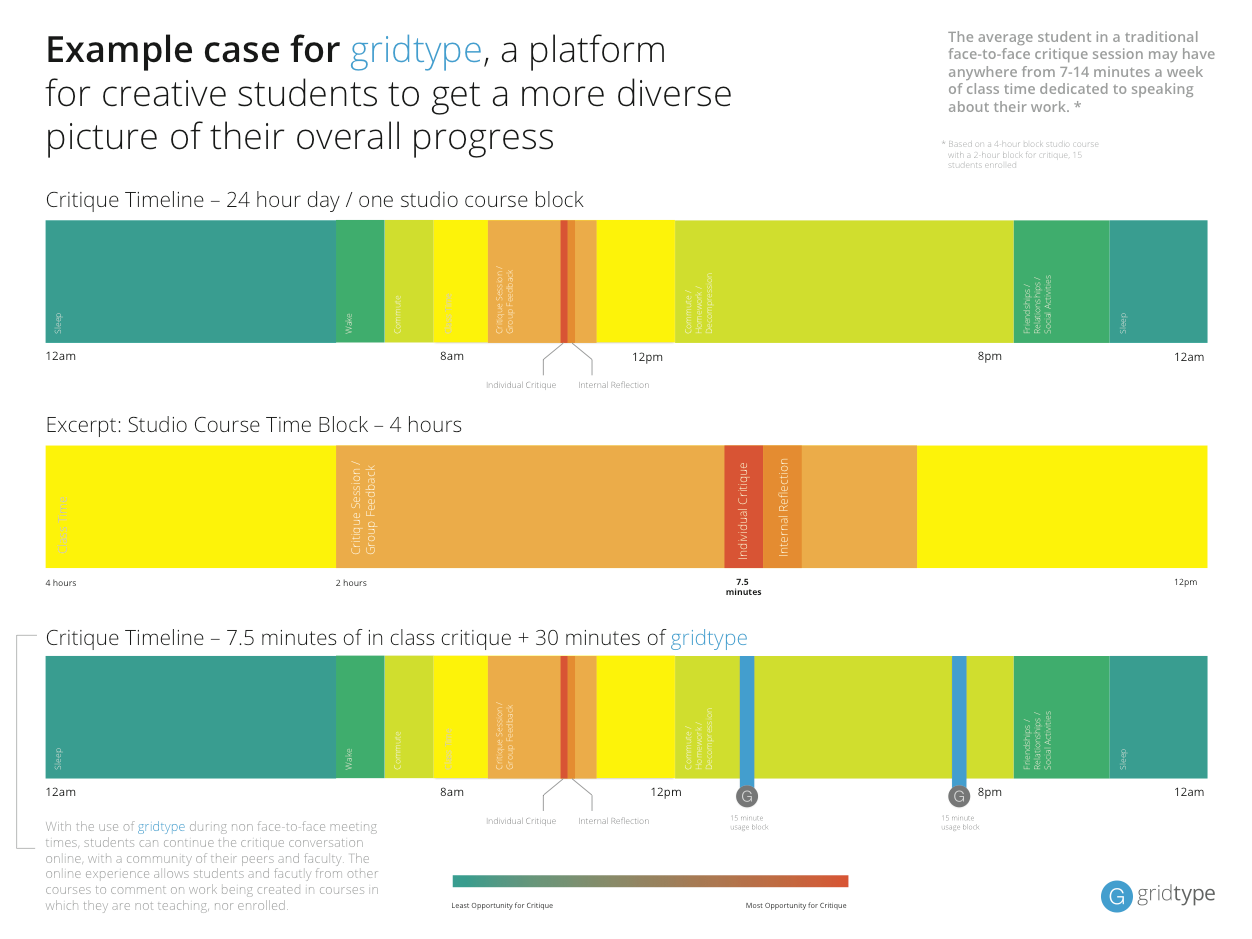 Example case for gridtype, a platform
for creative students to get a more diverse
picture of their overall progress
The average student in a traditional
face-to-face critique session may have
anywhere from 7-14 minutes a week
of class time dedicated to speaking
about their work. *
* Based on a 4-hour block studio course
with a 2-hour block for critique, 15
students enrolled
Critique Timeline – 24 hour day / one studio course block
Sleep
Wake
Commute
Class Time
Critique Session /
Group Feedback
Commute /
Homework /
Decompression
Friendships /
Relationships /
Social Activities
Sleep
12am
8am
12pm
8pm
12am
Individual Critique
Internal Reflection
Excerpt: Studio Course Time Block – 4 hours
Class Time
Critique Session /
Group Feedback
Individual Critique
Internal Reflection
4 hours
2 hours
7.5
minutes
12pm
Critique Timeline – 7.5 minutes of in class critique + 30 minutes of gridtype
Sleep
Wake
Commute
Class Time
Critique Session /
Group Feedback
Commute /
Homework /
Decompression
Friendships /
Relationships /
Social Activities
Sleep
12am
8am
12pm
G
G
8pm
12am
Individual Critique
Internal Reflection
15 minute
usage block
15 minute
usage block
With the use of gridtype during non face-to-face meeting
times, students can continue the critique conversation
online, with a community of their peers and faculty. The
online experience allows students and facutly from other
courses to comment on work being created in courses in
which they are not teaching, nor enrolled.
Least Opportunity for Critique
Most Opportunity for Critique
G gridtype